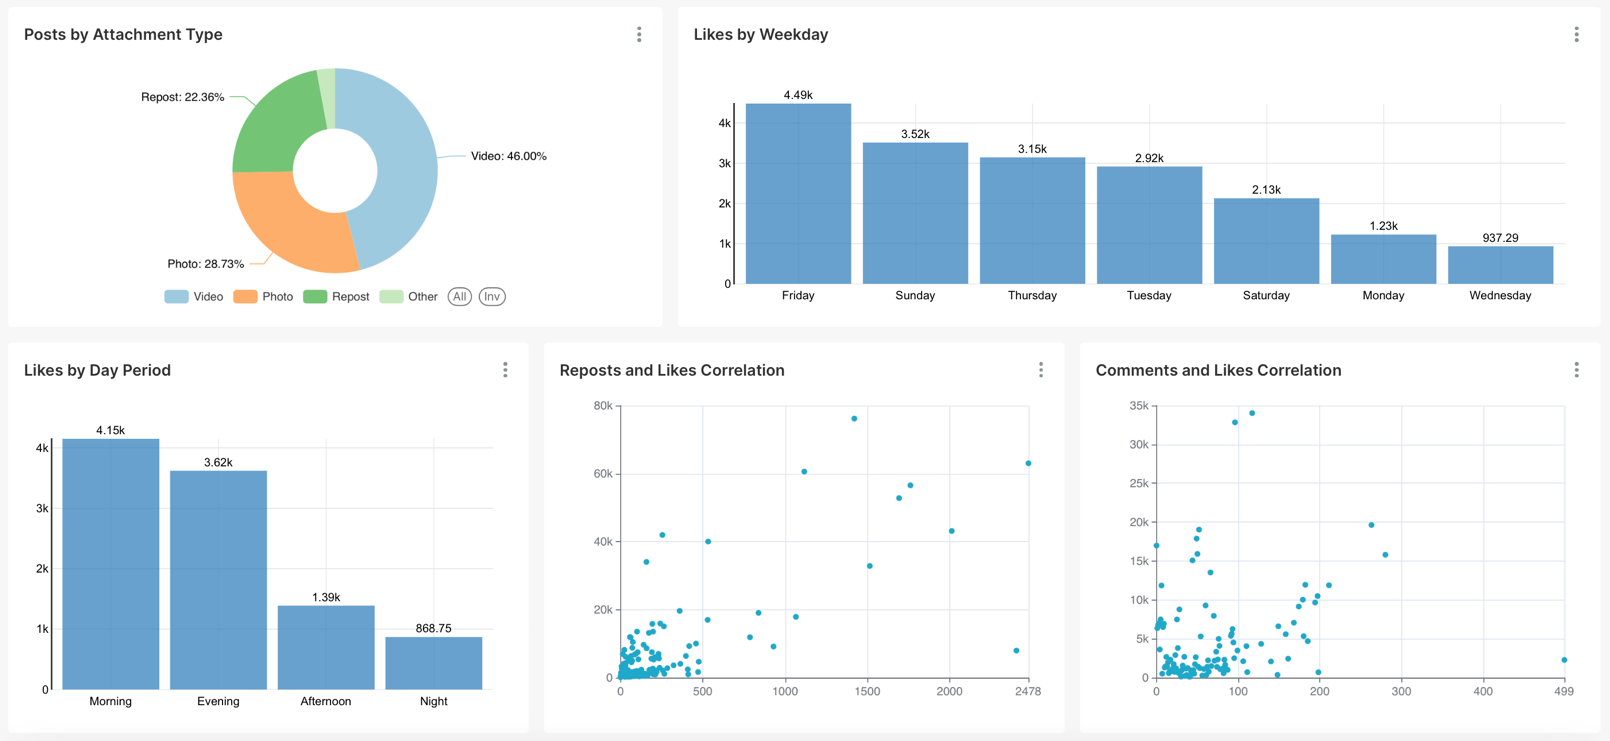 Posts by Attachment Type
Repost: 22.36%
Video: 46.00%
Photo: 28.73%
Video Photo Repost Other All Inv
Likes by Weekday
4.49k
3.52k
3.15k
2.92k
2.13k
1.23k
937.29
4k
3k
2k
1k
0
Friday Sunday Thursday Tuesday Saturday Monday Wednesday
Likes by Day Period
4.15k
3.62k
1.39k
868.75
4k
3k
2k
1k
0
Morning Evening Afternoon Night
Reposts and Likes Correlation
80k
60k
40k
20k
0
0 500 1000 1500 2000 2478
Comments and Likes Correlation
35k
30k
25k
20k
15k
10k
5k
0
0 100 200 300 400 499